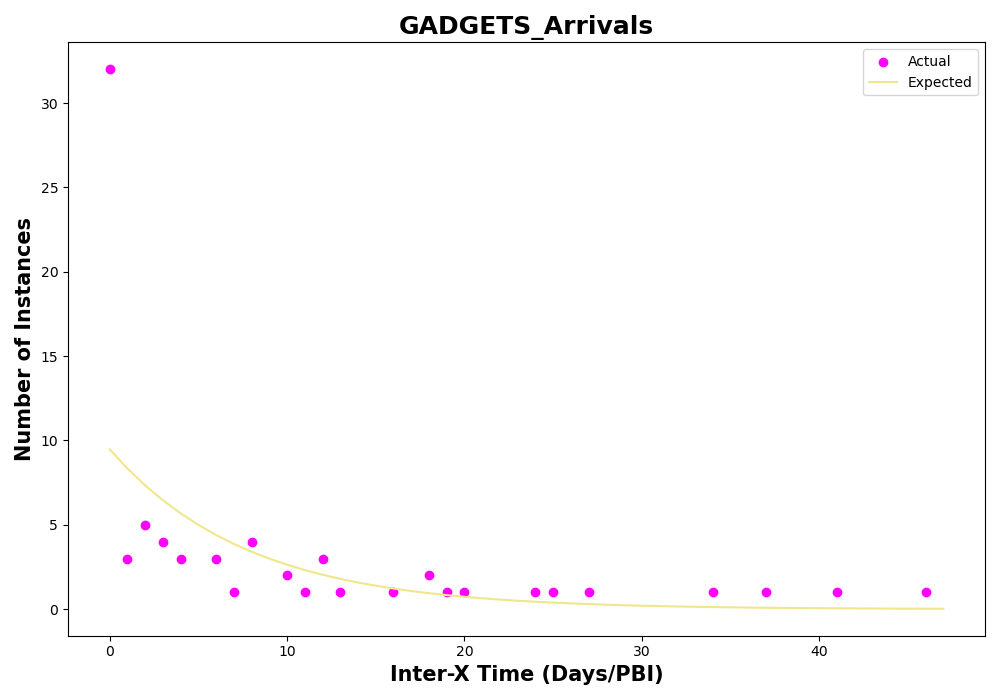 GADGETS_Arrivals
Actual
Expected
Number of Instances
30
25
20
15
10
5
0
0 10 20 30 40
Inter-X Time (Days/PBI)